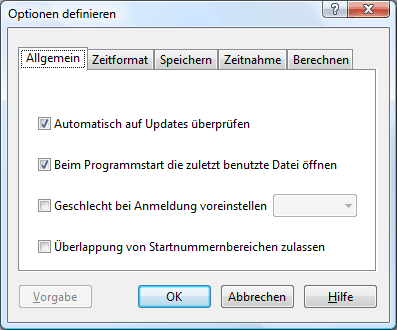 Optionen definieren
Allgemein Zeitformat Speichern Zeitnahme Berechnen
Automatisch auf Updates überprüfen
Beim Programmstart die zuletzt benutzte Datei öffnen
Geschlecht bei Anmeldung voreinstellen
Überlappung von Startnummernbereichen zulassen
Vorgabe OK Abbrechen Hilfe